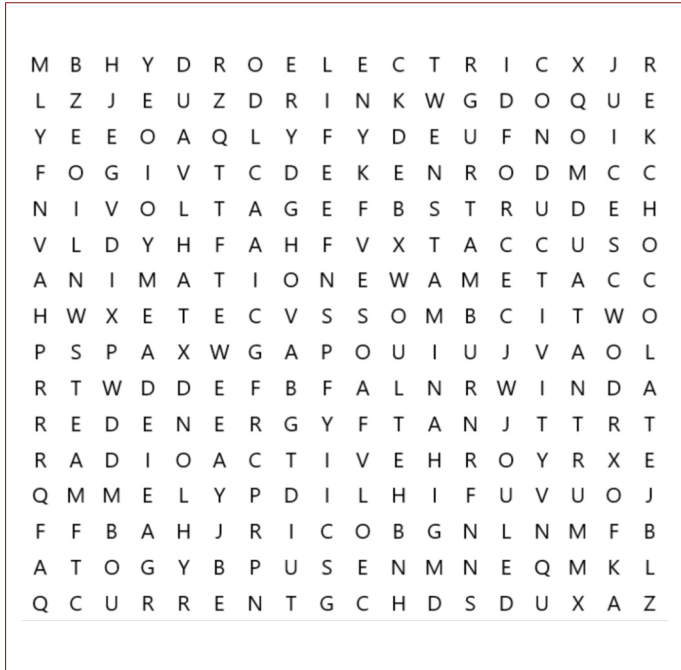 M B H Y D R O E L E C T R I C X J R
L Z J E U Z D R I N K W G D O Q U E
Y E E O A Q L Y F Y D E U F N O I K
F O G I V T C D E K E N R O D M C C
N I V O L T A G E F B S T R U D E H
V L D Y H F A H F V X T A C C U S O
A N I M A T I O N E W A M E T A C C
H W X E T E C V S S O M B C I T W O
P S P A X W G A P O U I U J V A O L
R T W D D E F B F A L N R W I N D A
R E D E N E R G Y F T A N J T T R T
R A D I O A C T I V E H R O Y R X E
Q M M E L Y P D I L H I F U V U O J
F F B A H J R I C O B G N L N M F B
A T O G Y B P U S E N M N E Q M K L
Q C U R R E N T G C H D S D U X A Z